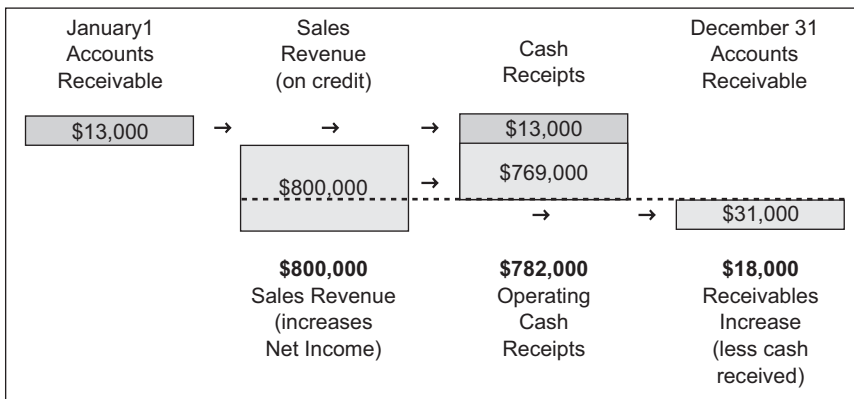 January1
Accounts
Receivable
Sales
Revenue
(on credit)
Cash
Receipts
December 31
Accounts
Receivable
$13,000 → → → $13,000
$800,000 → $769,000
→ → $31,000
$800,000
Sales Revenue
(increases
Net Income)
$782,000
Operating
Cash
Receipts
$18,000
Receivables
Increase
(less cash
received)